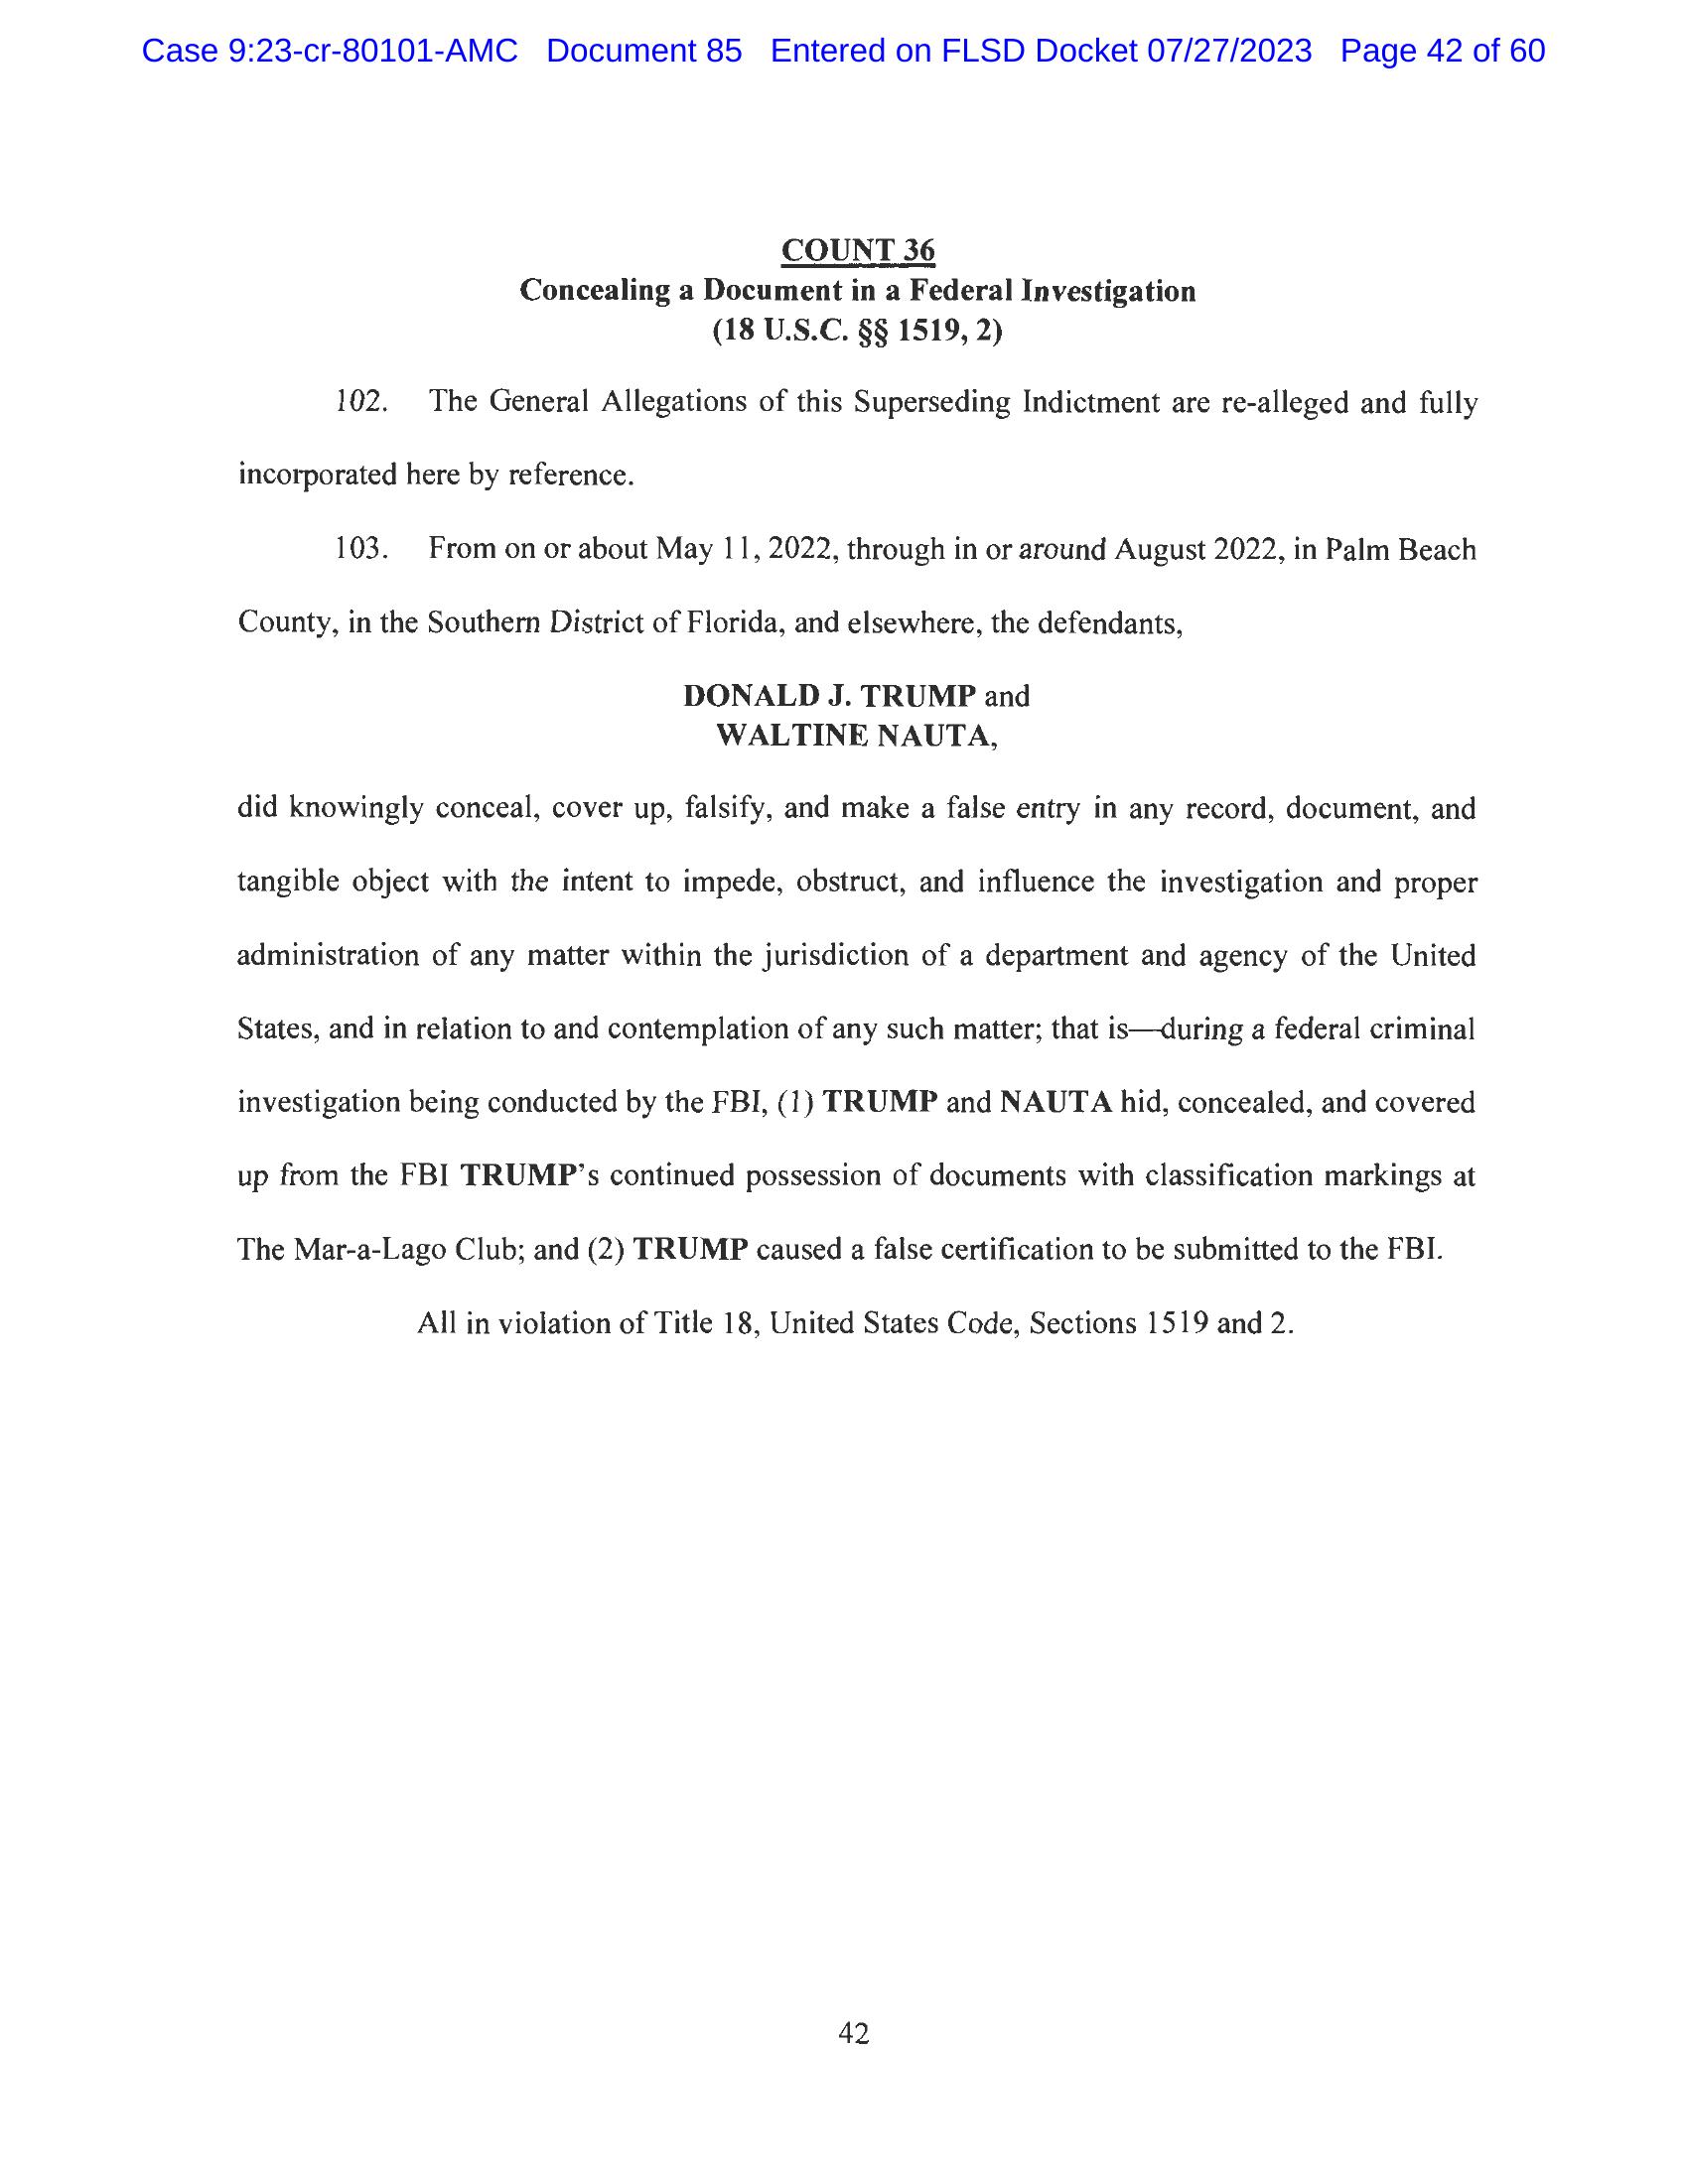 Case 9:23-cr-80101-AMC Document 85 Entered on FLSD Docket 07/27/2023 Page 42 of 60
COUNT 36
Concealing a Document in a Federal Investigation
(18 U.S.C. §§ 1519, 2)
102. The General Allegations of this Superseding Indictment are re-alleged and fully
incorporated here by reference.
103. From on or about May 11, 2022, through in or around August 2022, in Palm Beach
County, in the Southern District of Florida, and elsewhere, the defendants,
DONALD J. TRUMP and
WALTINE NAUTA,
did knowingly conceal, cover up, falsify, and make a false entry in any record, document, and
tangible object with the intent to impede, obstruct, and influence the investigation and proper
administration of any matter within the jurisdiction of a department and agency of the United
States, and in relation to and contemplation of any such matter; that is—during a federal criminal
investigation being conducted by the FBI, (1) TRUMP and NAUTA hid, concealed, and covered
up from the FBI TRUMP's continued possession of documents with classification markings at
The Mar-a-Lago Club; and (2) TRUMP caused a false certification to be submitted to the FBI.
All in violation of Title 18, United States Code, Sections 1519 and 2.
42